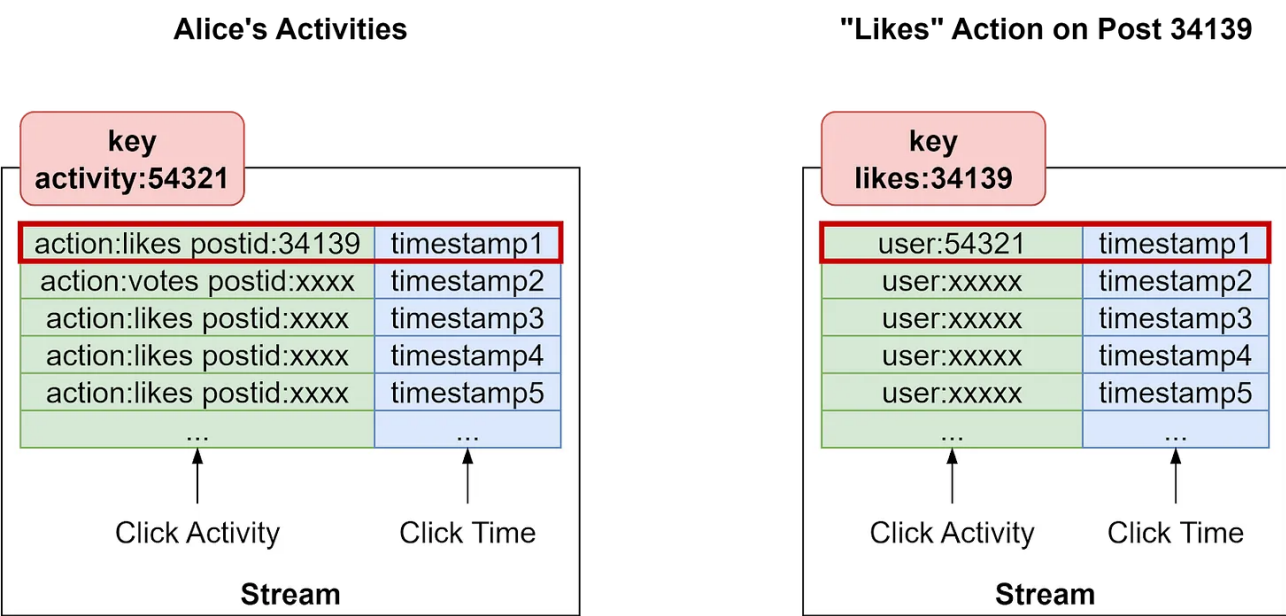 Alice's Activities
key
activity:54321
action:likes postid:34139 timestamp1
action:votes postid:xxxx timestamp2
action:likes postid:xxxx timestamp3
action:likes postid:xxxx timestamp4
action:likes postid:xxxx timestamp5
... ...
Click Activity Click Time
Stream
"Likes" Action on Post 34139
key
likes:34139
user:54321 timestamp1
user:xxxxx timestamp2
user:xxxxx timestamp3
user:xxxxx timestamp4
user:xxxxx timestamp5
... ...
Click Activity Click Time
Stream